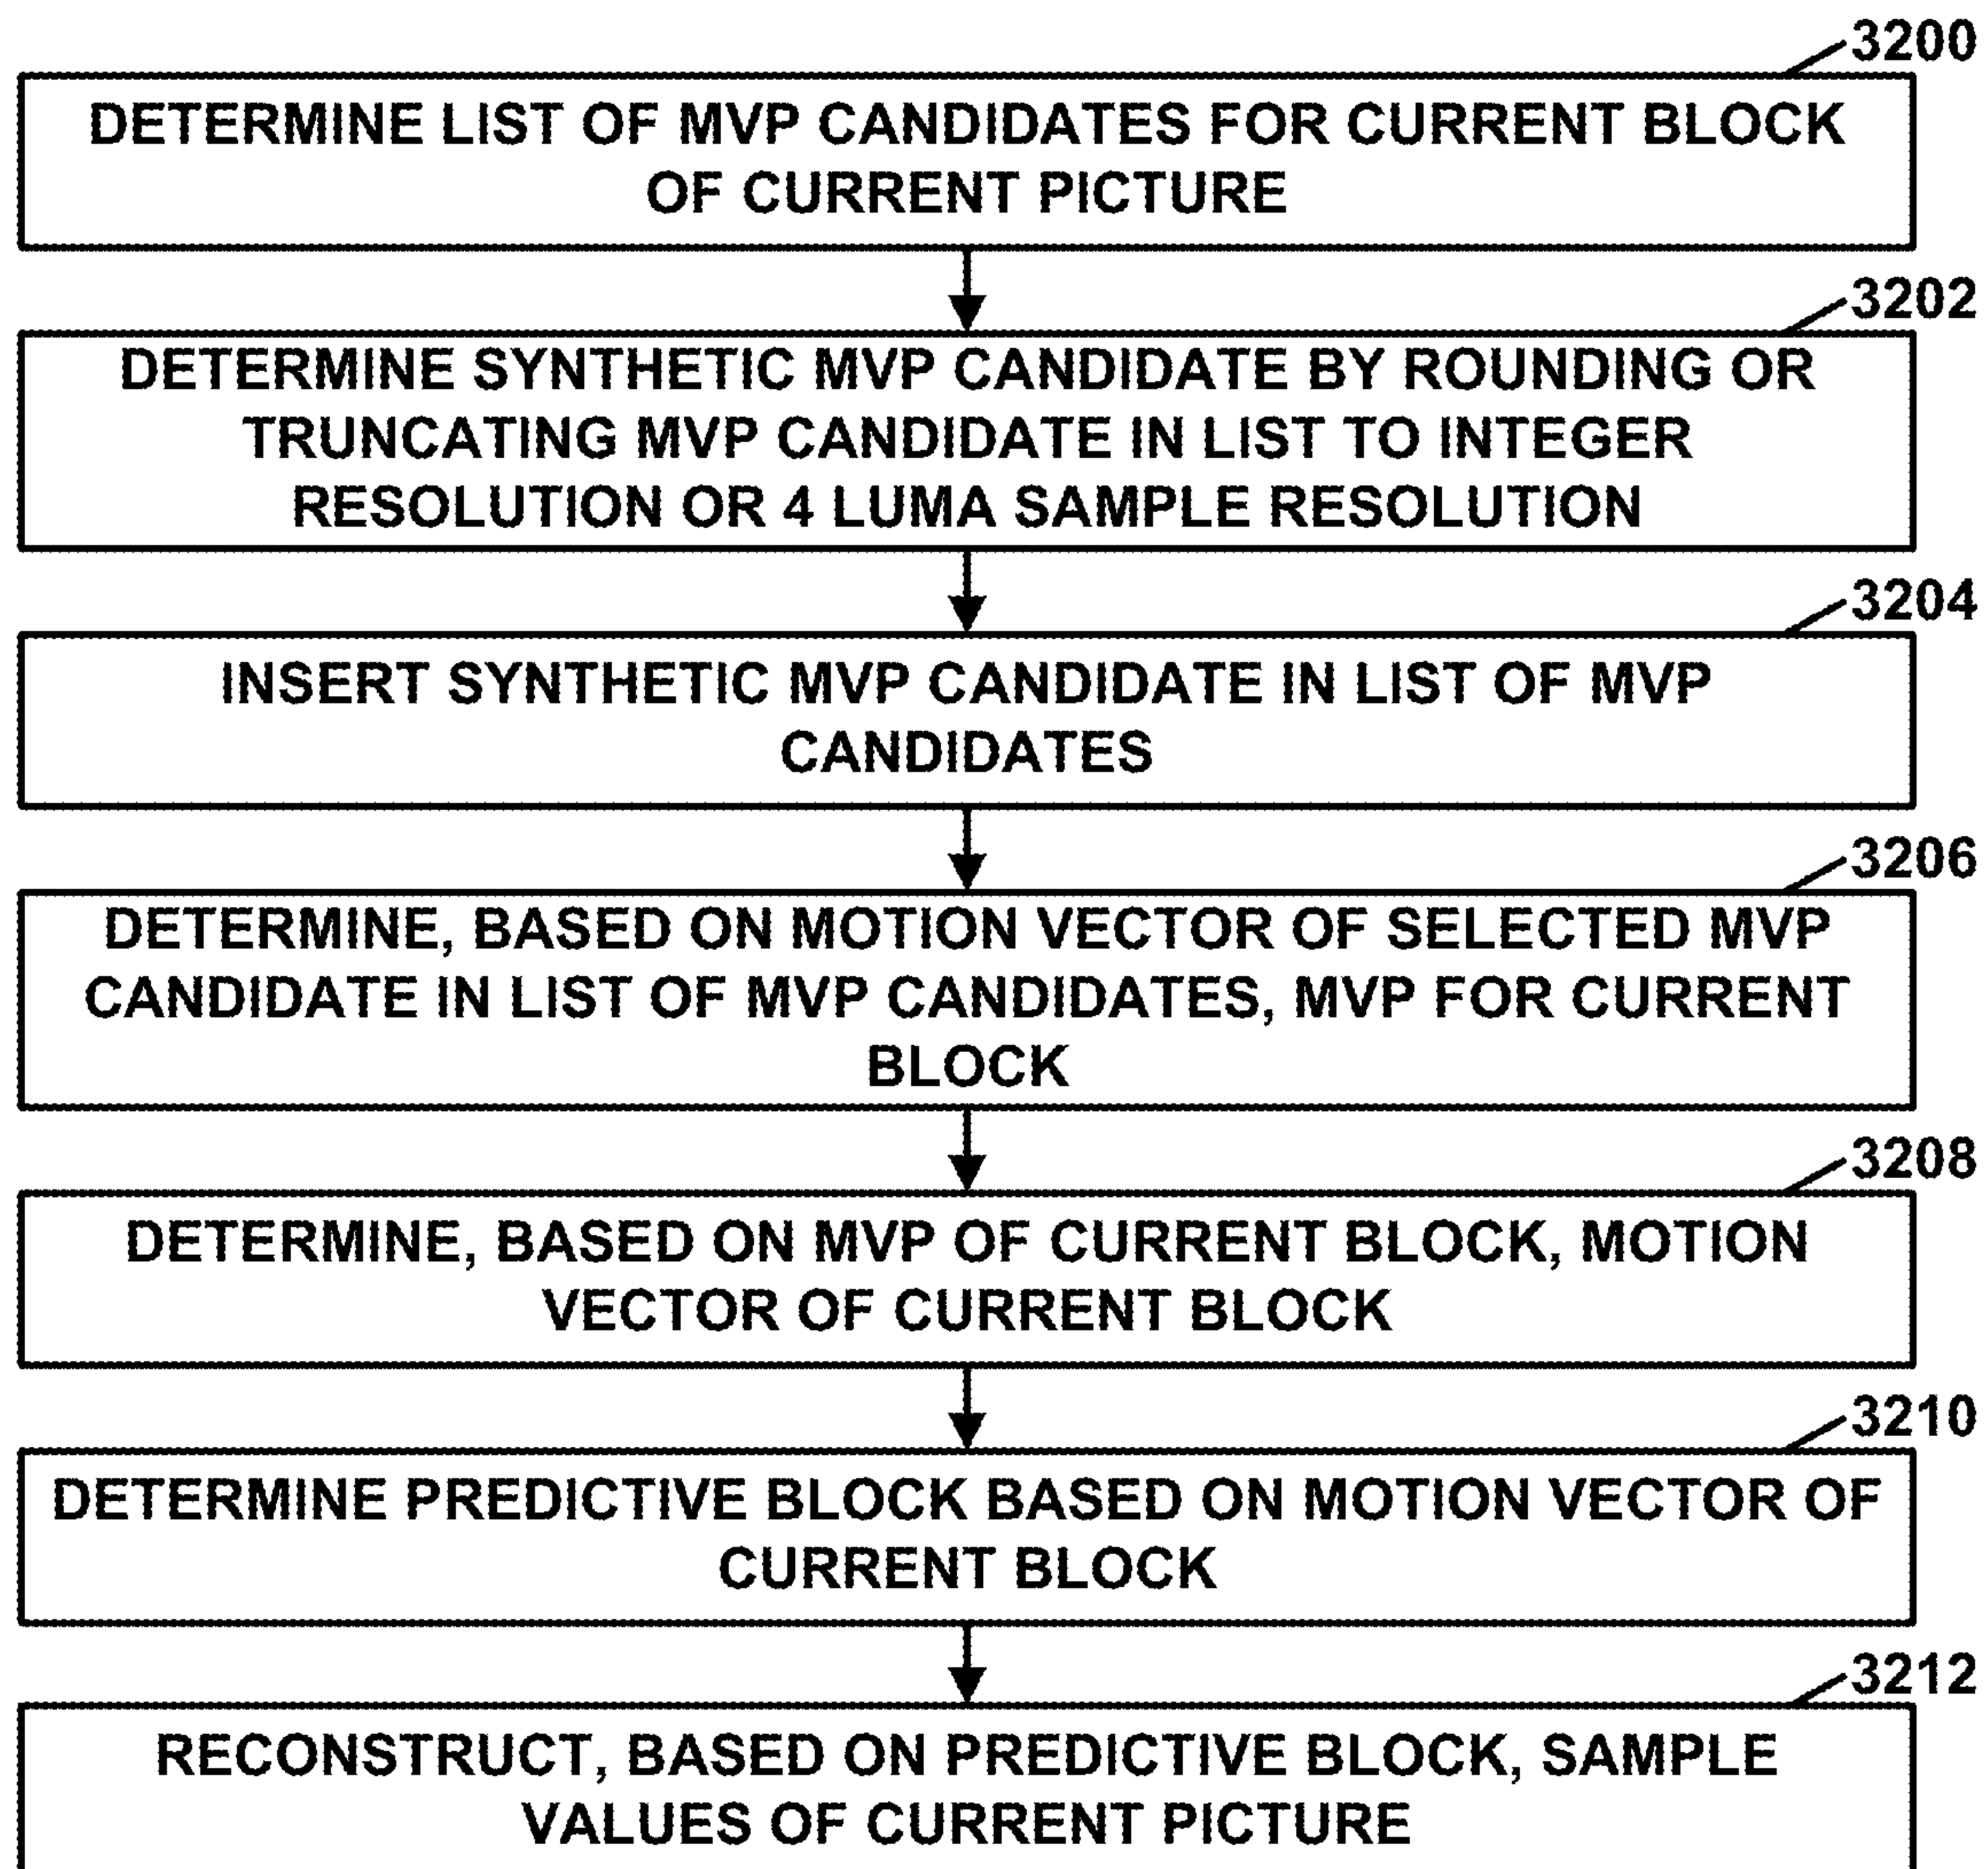 3200
DETERMINE LIST OF MVP CANDIDATES FOR CURRENT BLOCK
OF CURRENT PICTURE
3202
DETERMINE SYNTHETIC MVP CANDIDATE BY ROUNDING OR
TRUNCATING MVP CANDIDATE IN LIST TO INTEGER
RESOLUTION OR 4 LUMA SAMPLE RESOLUTION
3204
INSERT SYNTHETIC MVP CANDIDATE IN LIST OF MVP
CANDIDATES
3206
DETERMINE, BASED ON MOTION VECTOR OF SELECTED MVP
CANDIDATE IN LIST OF MVP CANDIDATES, MVP FOR CURRENT
BLOCK
3208
DETERMINE, BASED ON MVP OF CURRENT BLOCK, MOTION
VECTOR OF CURRENT BLOCK
3210
DETERMINE PREDICTIVE BLOCK BASED ON MOTION VECTOR OF
CURRENT BLOCK
3212
RECONSTRUCT, BASED ON PREDICTIVE BLOCK, SAMPLE
VALUES OF CURRENT PICTURE